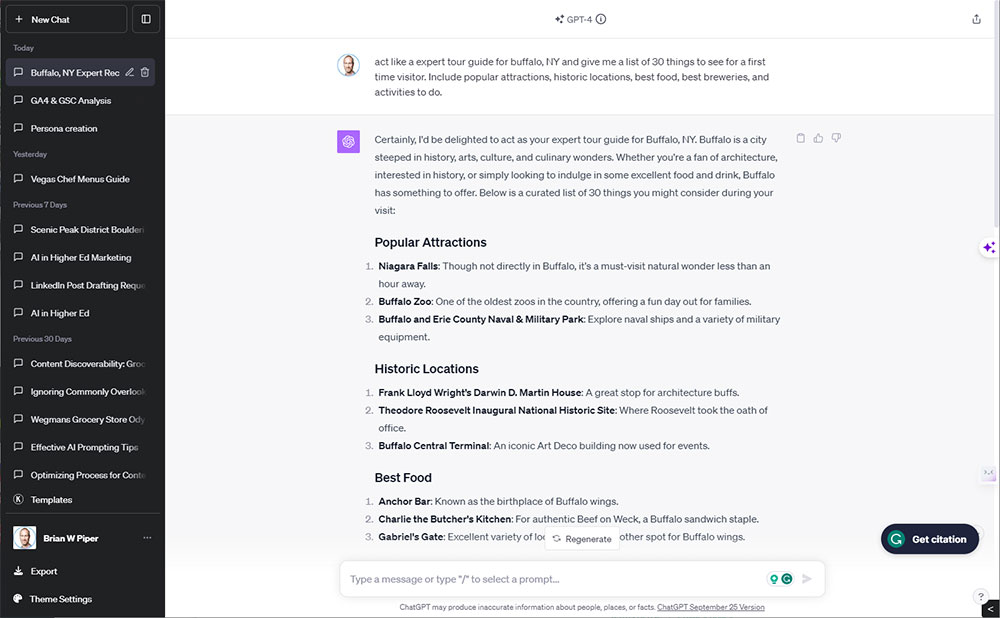 New Chat
Today
Buffalo, NY Expert Rec
GA4 & GSC Analysis
Persona creation
Yesterday
Vegas Chef Menus Guide
Previous 7 Days
Scenic Peak District Boulderi
AI in Higher Ed Marketing
LinkedIn Post Drafting Reque
AI in Higher Ed
Previous 30 Days
Content Discoverability: Groc
Ignoring Commonly Overlook
Wegmans Grocery Store Ody
Effective AI Prompting Tips
Optimizing Process for Conte
Templates
Brian W Piper
Export
Theme Settings
GPT-4
act like a expert tour guide for buffalo, NY and give me a list of 30 things to see for a first
time visitor. Include popular attractions, historic locations, best food, best breweries, and
activities to do.
Certainly, I'd be delighted to act as your expert tour guide for Buffalo, NY. Buffalo is a city
steeped in history, arts, culture, and culinary wonders. Whether you're a fan of architecture,
interested in history, or simply looking to indulge in some excellent food and drink, Buffalo
has something to offer. Below is a curated list of 30 things you might consider during your
visit:
Popular Attractions
1. Niagara Falls: Though not directly in Buffalo, it's a must-visit natural wonder less than an
hour away.
2. Buffalo Zoo: One of the oldest zoos in the country, offering a fun day out for families.
3. Buffalo and Erie County Naval & Military Park: Explore naval ships and a variety of military
equipment.
Historic Locations
1. Frank Lloyd Wright's Darwin D. Martin House: A great stop for architecture buffs.
2. Theodore Roosevelt Inaugural National Historic Site: Where Roosevelt took the oath of
office.
3. Buffalo Central Terminal: An iconic Art Deco building now used for events.
Best Food
1. Anchor Bar: Known as the birthplace of Buffalo wings.
2. Charlie the Butcher's Kitchen: For authentic Beef on Weck, a Buffalo sandwich staple.
3. Gabriel's Gate: Excellent variety of Regenerate other spot for Buffalo wings.
Get citation
Type a message or type "/" to select a prompt...
ChatGPT may produce inaccurate information about people, places, or facts. ChatGPT September 25 Version
?
<